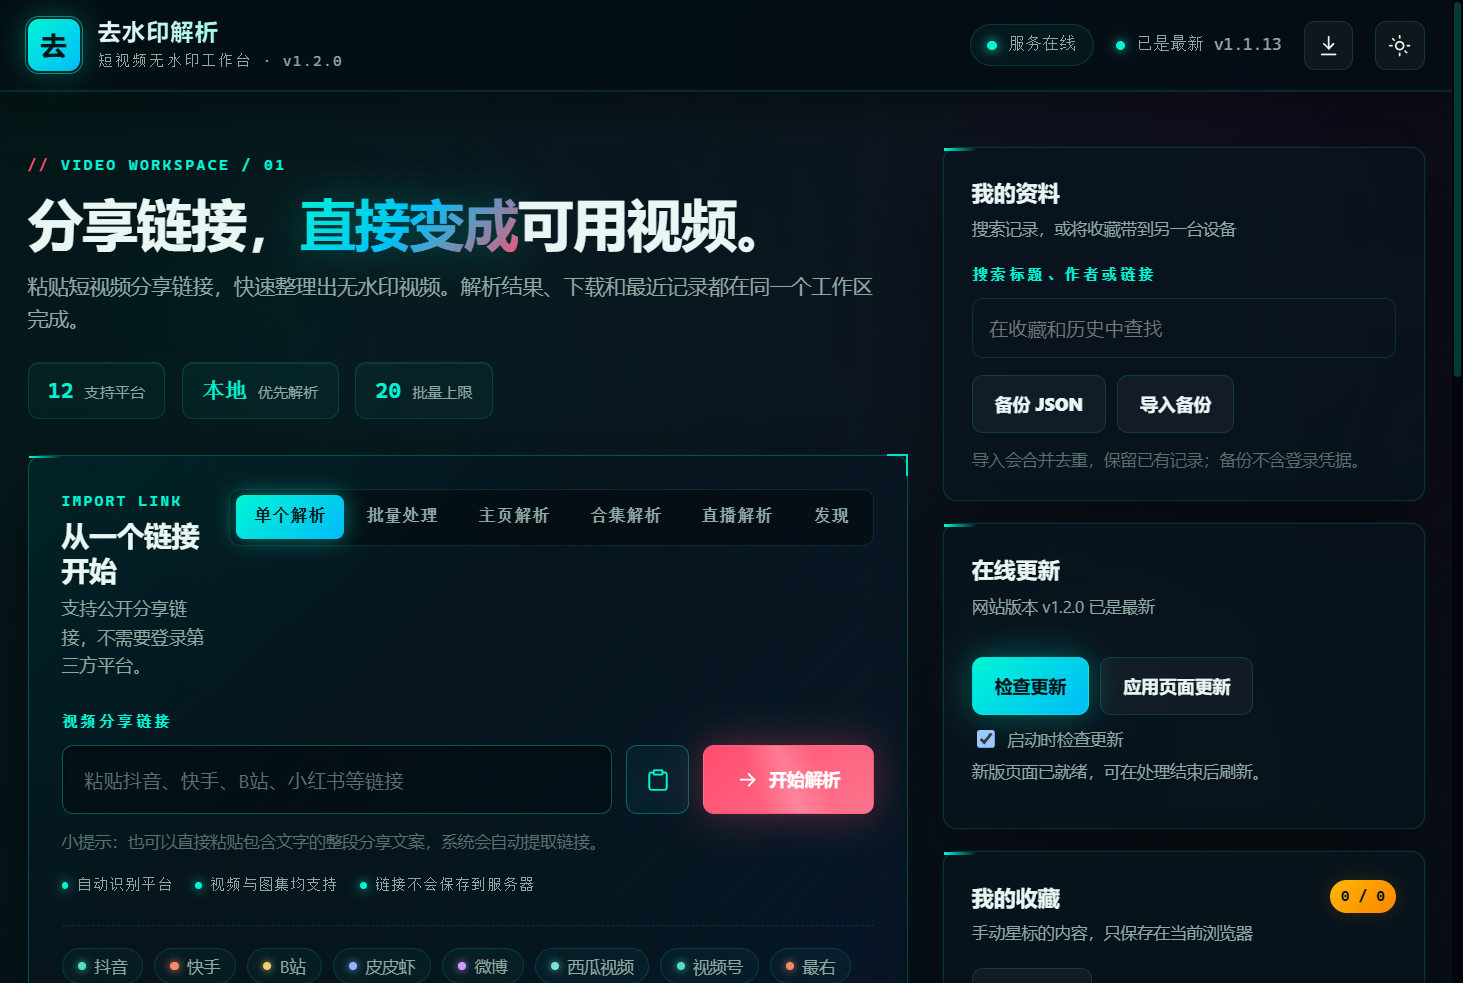 去
去水印解析
短视频无水印工作台 · v1.2.0
服务在线
已是最新 v1.1.13
// VIDEO WORKSPACE / 01
分享链接，直接变成可用视频。
粘贴短视频分享链接，快速整理出无水印视频。解析结果、下载和最近记录都在同一个工作区
完成。
12 支持平台
本地 优先解析
20 批量上限
IMPORT LINK
从一个链接
开始
支持公开分享链
接，不需要登录第
三方平台。
单个解析
批量处理
主页解析
合集解析
直播解析
发现
视频分享链接
粘贴抖音、快手、B站、小红书等链接
开始解析
小提示：也可以直接粘贴包含文字的整段分享文案，系统会自动提取链接。
自动识别平台
视频与图集均支持
链接不会保存到服务器
抖音
快手
B站
皮皮虾
微博
西瓜视频
视频号
最右
我的资料
搜索记录，或将收藏带到另一台设备
搜索标题、作者或链接
在收藏和历史中查找
备份 JSON
导入备份
导入会合并去重，保留已有记录；备份不含登录凭据。
在线更新
网站版本 v1.2.0 已是最新
检查更新
应用页面更新
启动时检查更新
新版页面已就绪，可在处理结束后刷新。
我的收藏
0 / 0
手动星标的内容，只保存在当前浏览器